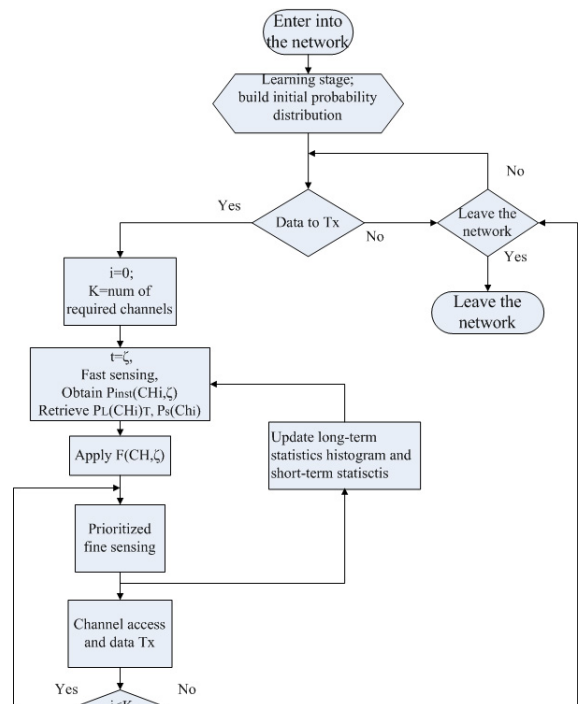 Enter into
the network
Learning stage;
build initial probability
distribution
No
Yes
Data to Tx
No
Leave the
network
Yes
Leave the
network
i=0;
K=num of
required channels
t=ζ,
Fast sensing,
Obtain Pinst(CHi,ζ)
Retrieve PL(CHi)T, Ps(Chi)
Update long-term
statistics histogram and
short-term statisctis
Apply F(CH,ζ)
Prioritized
fine sensing
Channel access
and data Tx
Yes
No